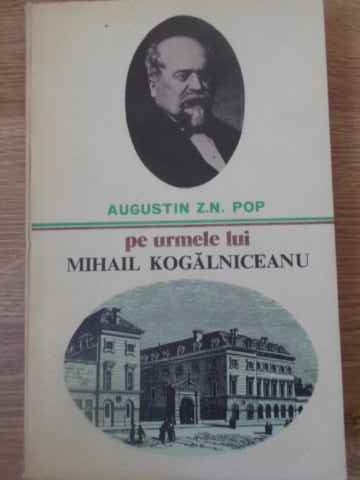 AUGUSTIN Z.N. POP
pe urmele lui
MIHAIL KOGĂLNICEANU